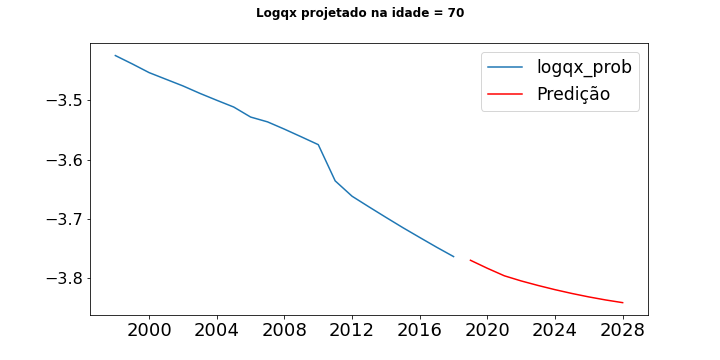 Logqx projetado na idade = 70
logqx_prob
Predição
−3.5
−3.6
−3.7
−3.8
2000 2004 2008 2012 2016 2020 2024 2028